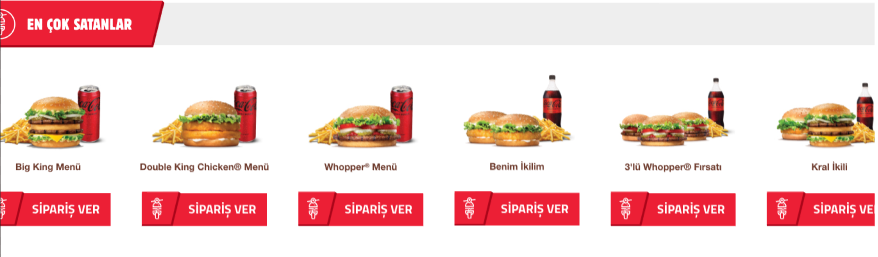 EN ÇOK SATANLAR
Big King Menü
Double King Chicken® Menü
Whopper® Menü
Benim İkilim
3'lü Whopper® Fırsatı
Kral İkili
SİPARİŞ VER
SİPARİŞ VER
SİPARİŞ VER
SİPARİŞ VER
SİPARİŞ VER
SİPARİŞ VE